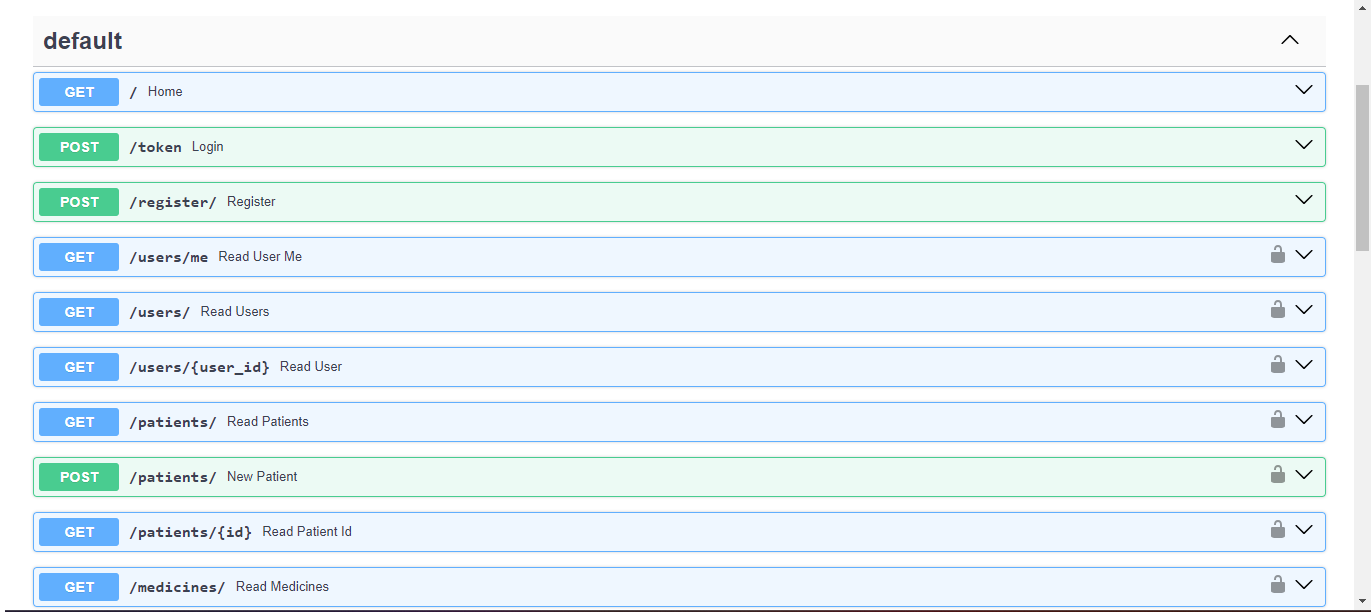 default
GET / Home
POST /token Login
POST /register/ Register
GET /users/me Read User Me
GET /users/ Read Users
GET /users/{user_id} Read User
GET /patients/ Read Patients
POST /patients/ New Patient
GET /patients/{id} Read Patient Id
GET /medicines/ Read Medicines